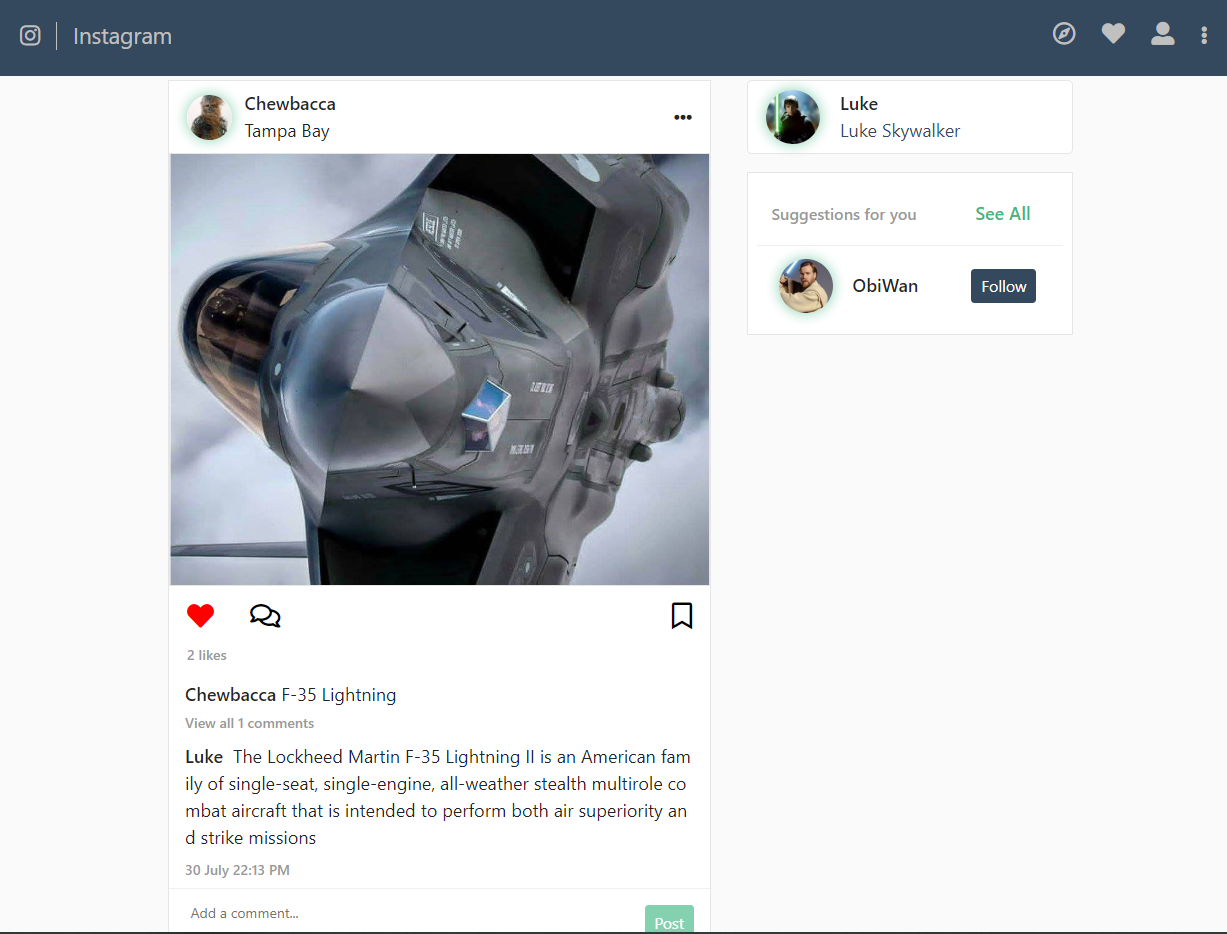 Instagram
Chewbacca
Tampa Bay
Luke
Luke Skywalker
Suggestions for you
See All
ObiWan
Follow
2 likes
Chewbacca F-35 Lightning
View all 1 comments
Luke The Lockheed Martin F-35 Lightning II is an American fam
ily of single-seat, single-engine, all-weather stealth multirole co
mbat aircraft that is intended to perform both air superiority an
d strike missions
30 July 22:13 PM
Add a comment...
Post